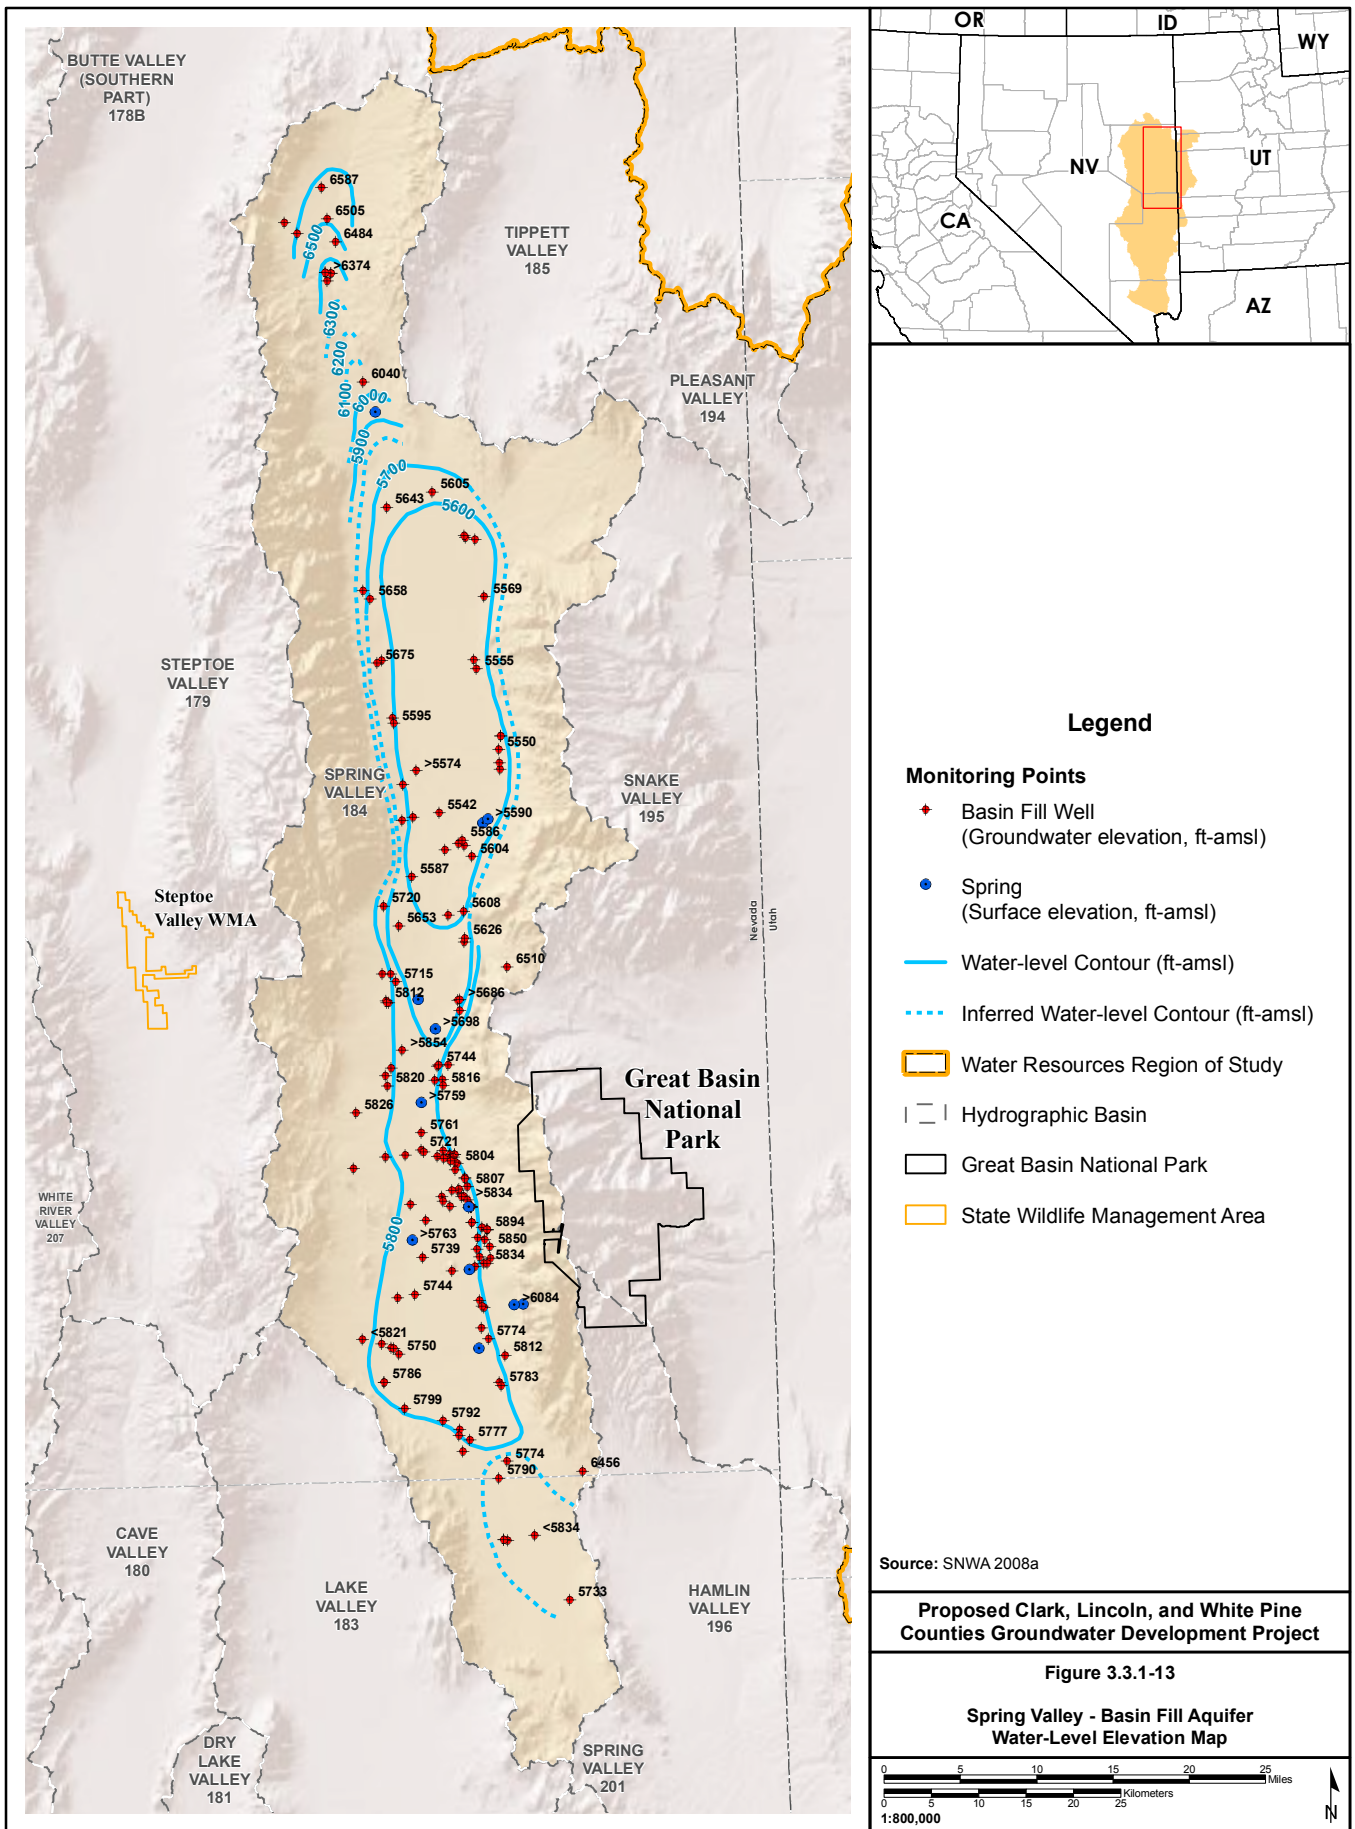 BUTTE VALLEY
(SOUTHERN
PART)
178B
TIPPETT
VALLEY
185
PLEASANT
VALLEY
194
STEPTOE
VALLEY
179
SPRING
VALLEY
184
SNAKE
VALLEY
195
Steptoe
Valley WMA
Nevada
Utah
Great Basin
National
Park
WHITE
RIVER
VALLEY
207
CAVE
VALLEY
180
LAKE
VALLEY
183
HAMLIN
VALLEY
196
DRY
LAKE
VALLEY
181
SPRING
VALLEY
201
6587
6505
6484
6500
>6374
6300
6200
6040
6100
6000
5900
5700
5605
5643
5600
5658
5569
5675
5555
5595
5550
>5574
5542
>5590
5586
5604
5587
5720
5608
5653
5626
6510
5715
5812
>5686
>5698
>5854
5744
5820
5816
>5759
5826
5761
5721
5804
5807
>5834
5894
5800
>5763
5850
5739
5834
5744
>6084
<5821
5774
5750
5812
5786
5783
5799
5792
5777
5774
6456
5790
<5834
5733
OR
ID
WY
NV
UT
CA
AZ
Legend
Monitoring Points
Basin Fill Well
(Groundwater elevation, ft-amsl)
Spring
(Surface elevation, ft-amsl)
Water-level Contour (ft-amsl)
Inferred Water-level Contour (ft-amsl)
Water Resources Region of Study
Hydrographic Basin
Great Basin National Park
State Wildlife Management Area
Source: SNWA 2008a
Proposed Clark, Lincoln, and White Pine
Counties Groundwater Development Project
Figure 3.3.1-13
Spring Valley - Basin Fill Aquifer
Water-Level Elevation Map
0 5 10 15 20 25
Miles
0 5 10 15 20 25
Kilometers
1:800,000
N